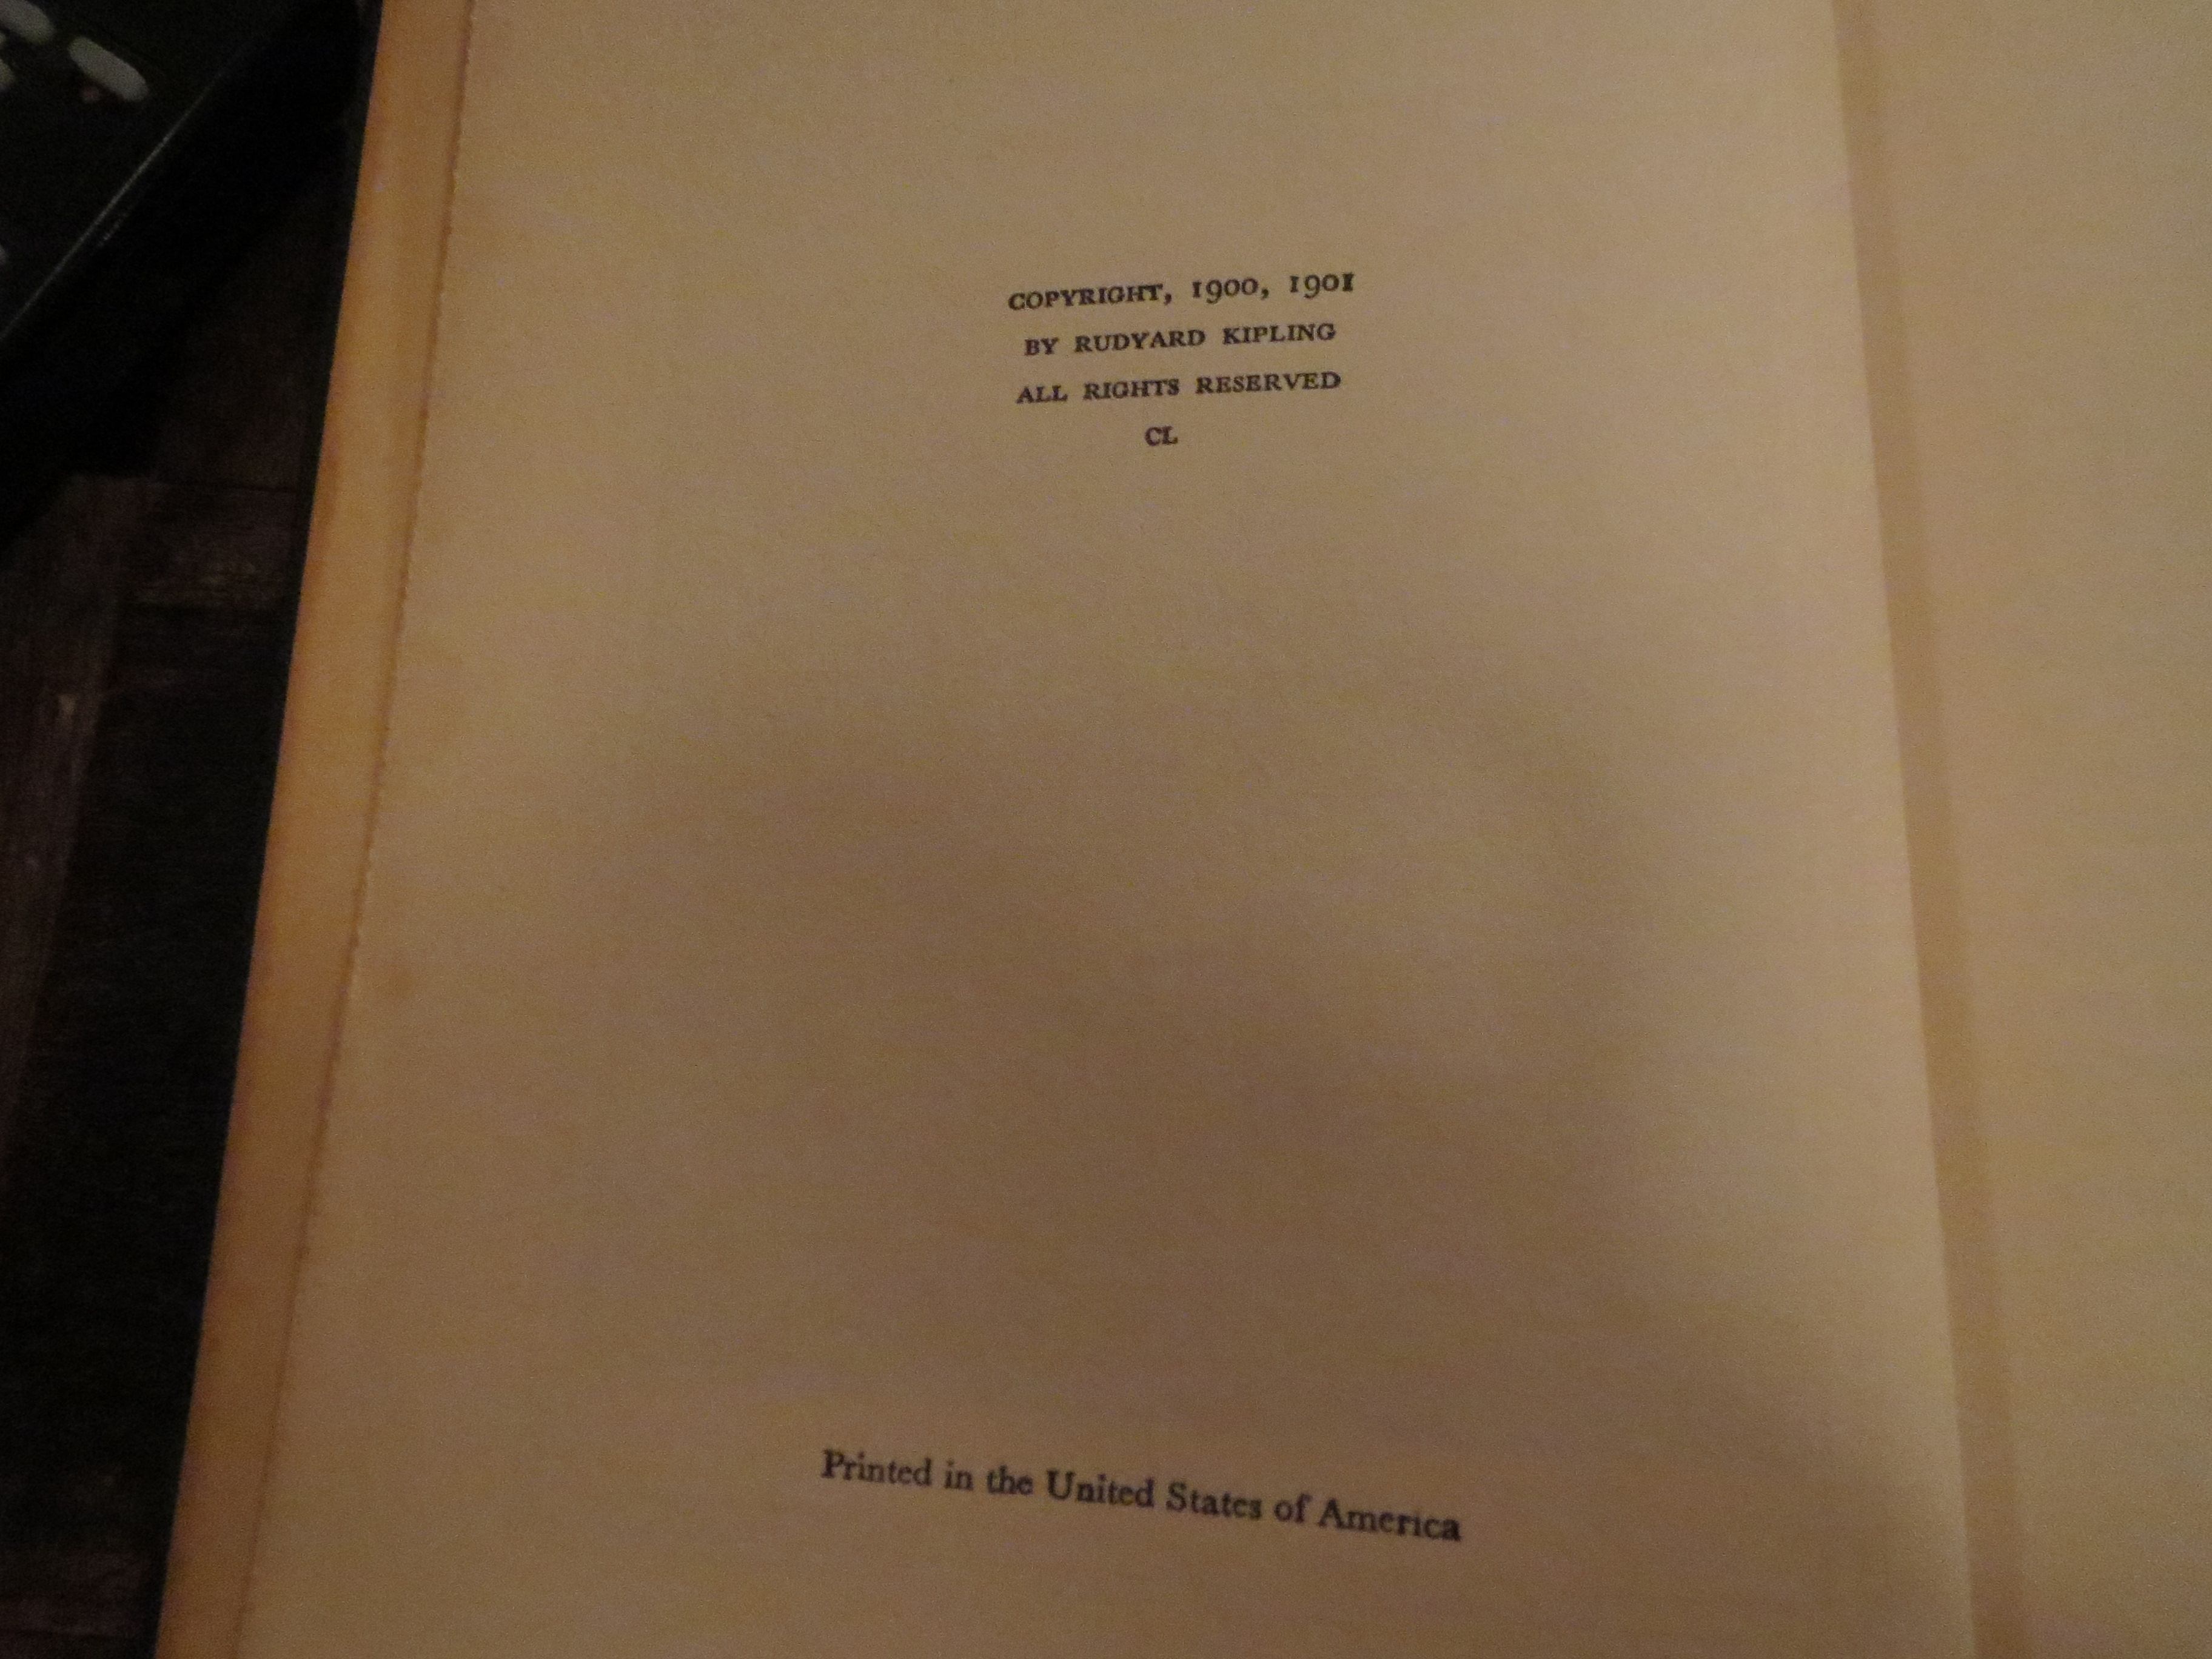 COPYRIGHT, 1900, 1901
BY RUDYARD KIPLING
ALL RIGHTS RESERVED
CL
Printed in the United States of America